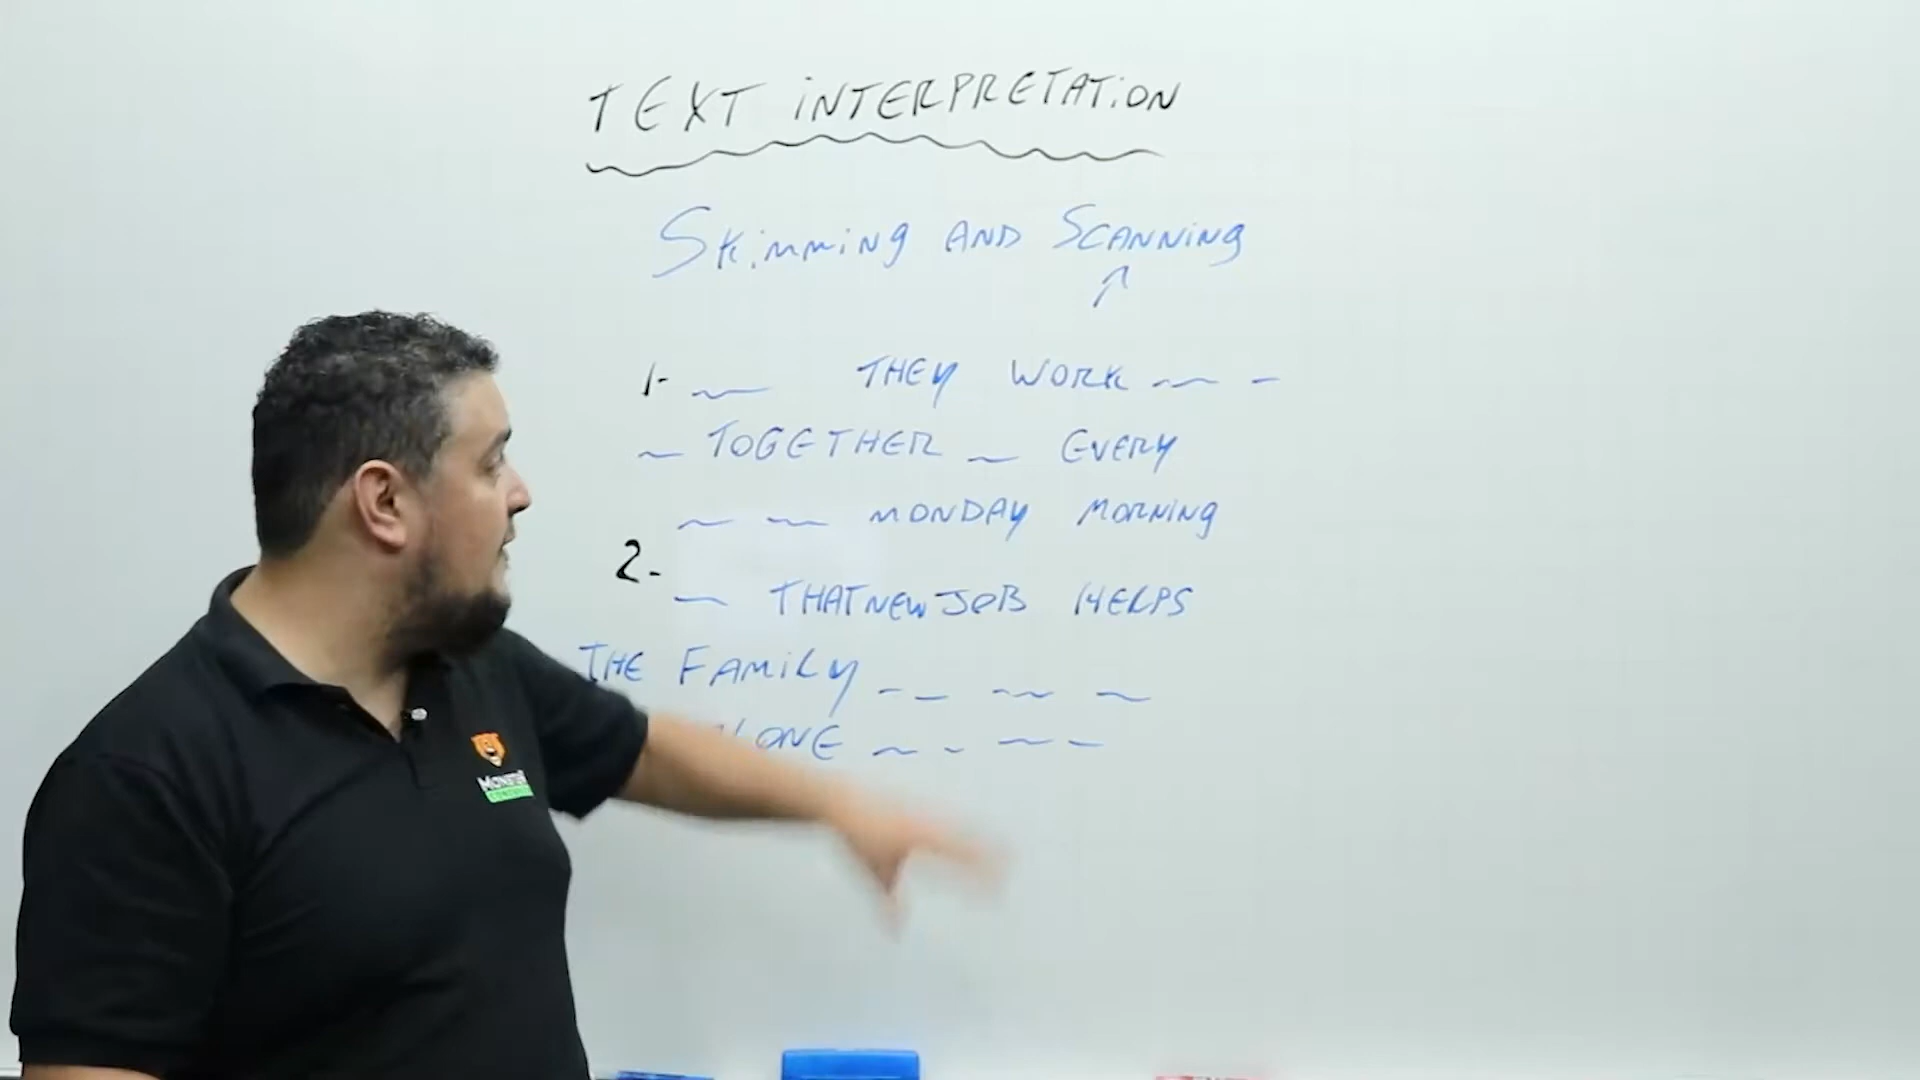 TEXT INTERPRETATION
Skimming AND SCANNING
1- THEY WORK
TOGETHER EVERY
MONDAY MORNING
2-
THAT NEW JOB HELPS
THE FAMILY